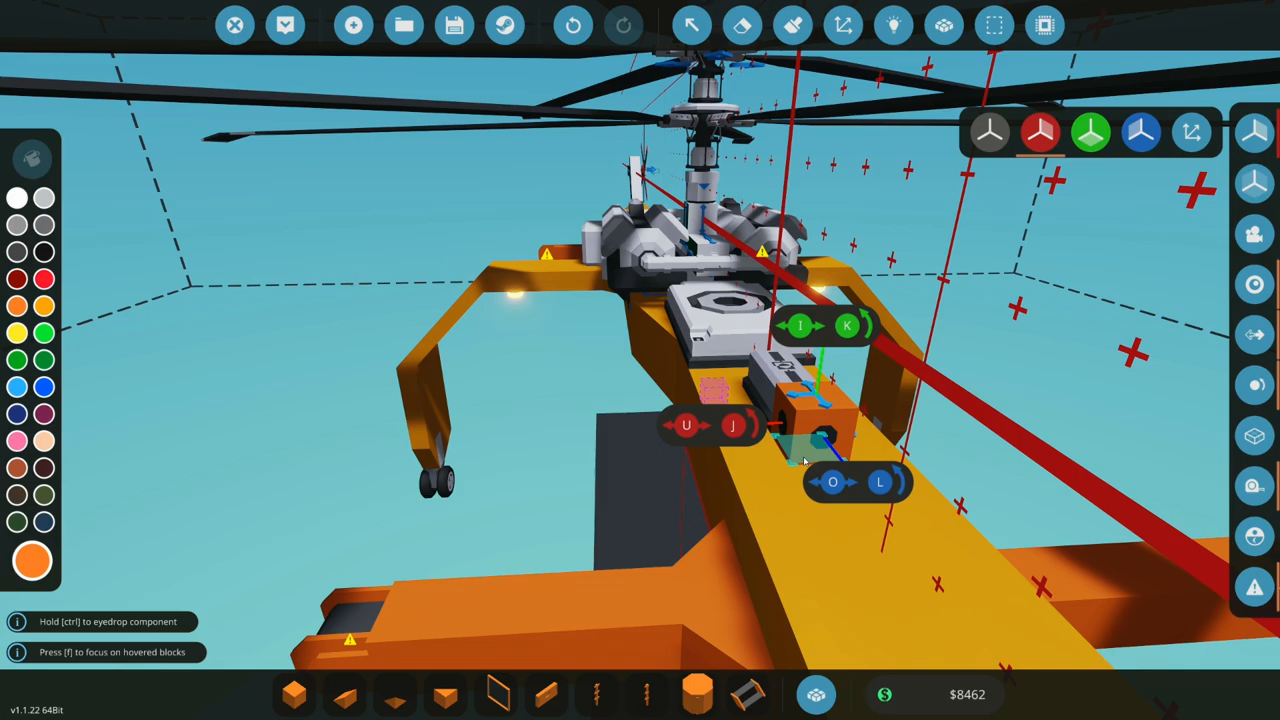 I K
U J
O L
Hold [ctrl] to eyedrop component
Press [f] to focus on hovered blocks
$ $8462
v1.1.22 64Bit